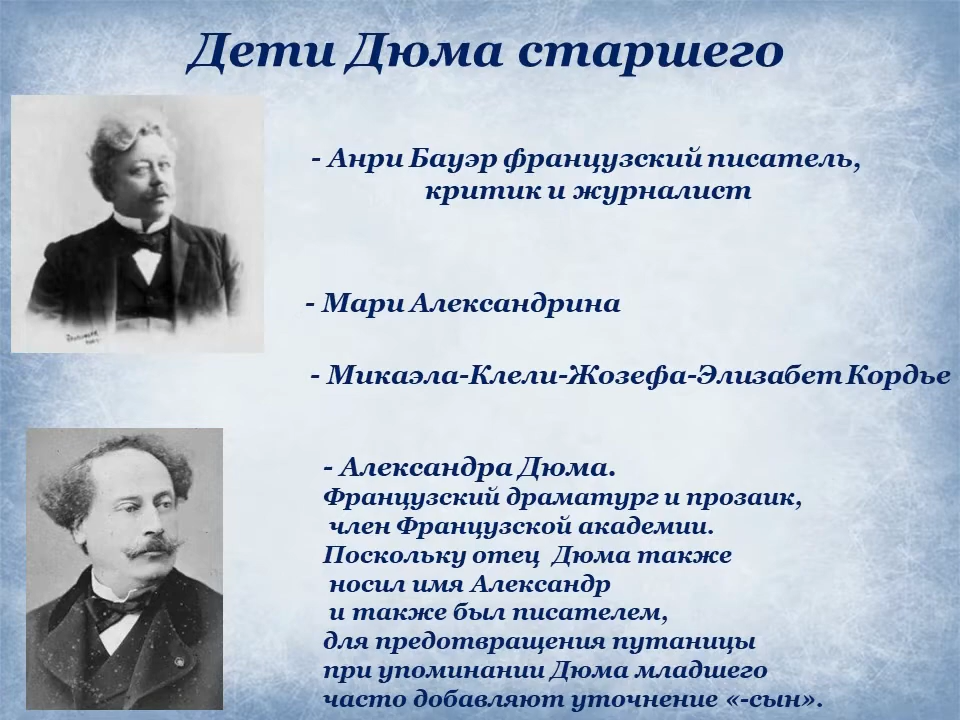 Дети Дюма старшего
- Анри Бауэр французский писатель,
критик и журналист
- Мари Александрина
- Микаэла-Клели-Жозефа-Элизабет Кордье
- Александра Дюма.
Французский драматург и прозаик,
член Французской академии.
Поскольку отец Дюма также
носил имя Александр
и также был писателем,
для предотвращения путаницы
при упоминании Дюма младшего
часто добавляют уточнение «-сын».